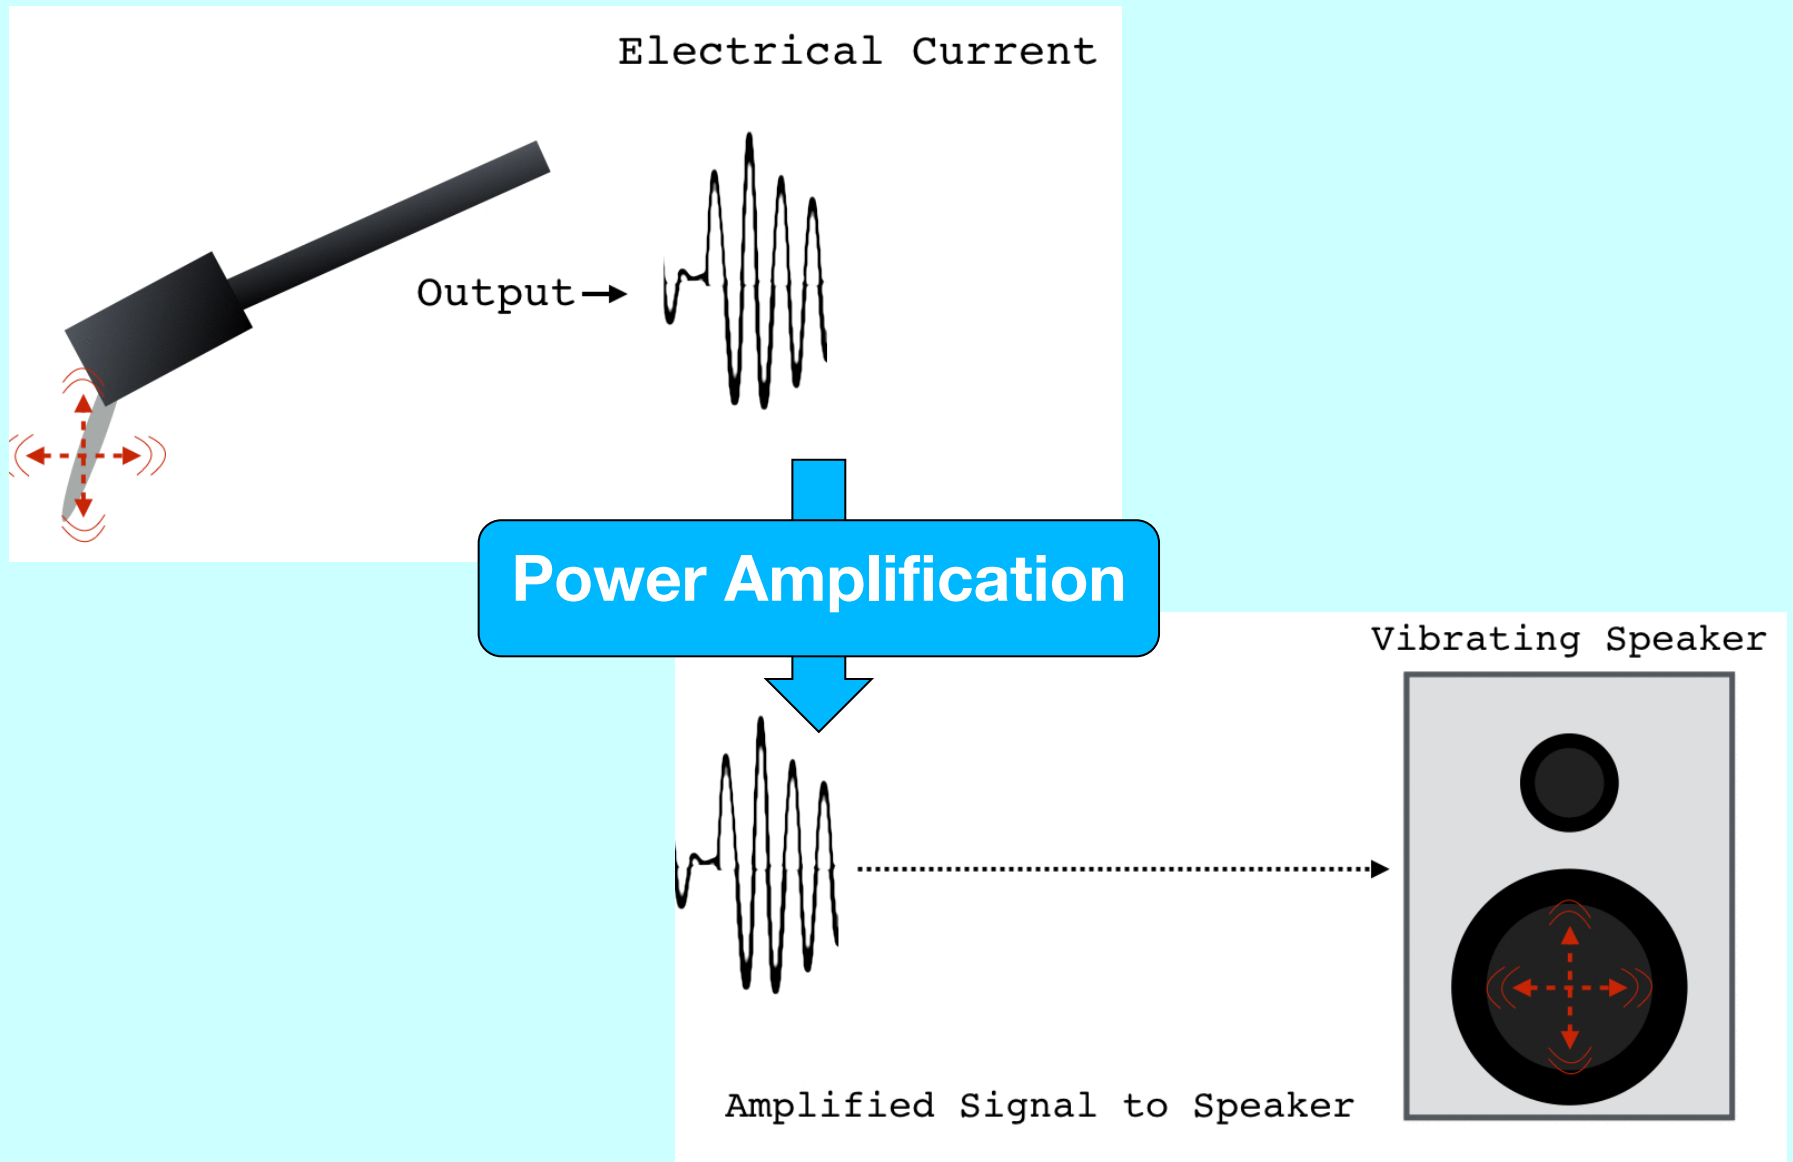 Electrical Current
Output
Power Amplification
Vibrating Speaker
Amplified Signal to Speaker